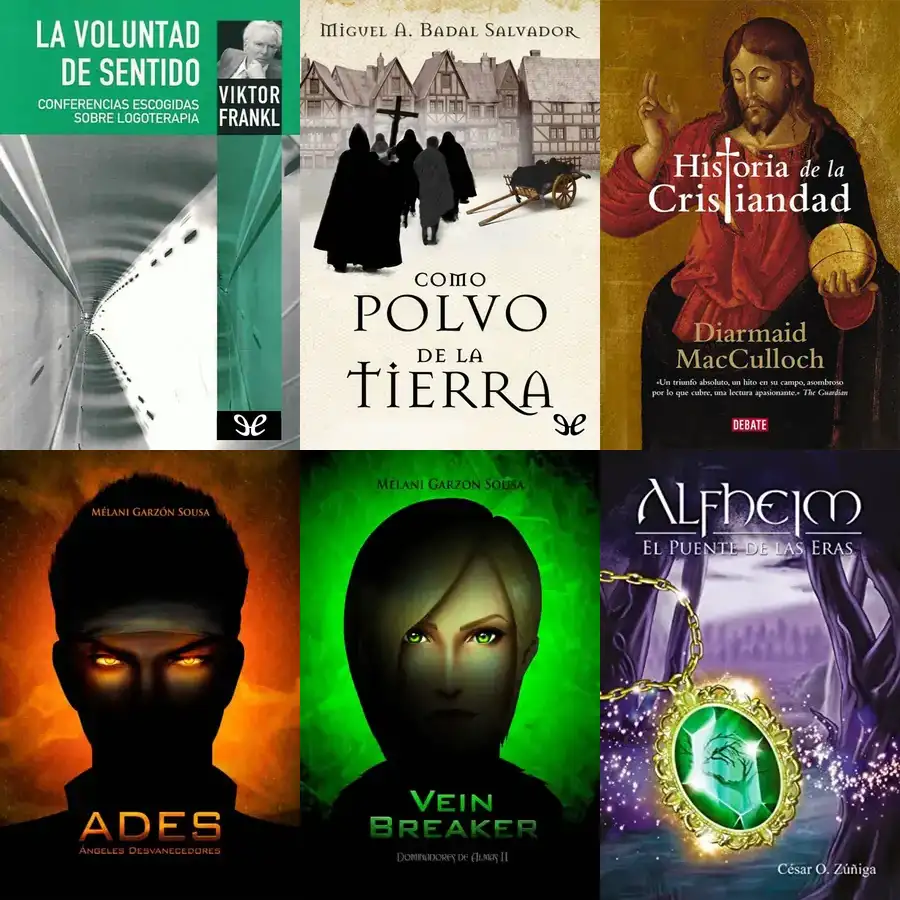 LA VOLUNTAD
DE SENTIDO
CONFERENCIAS ESCOGIDAS
SOBRE LOGOTERAPIA
VIKTOR
FRANKL
MIGUEL A. BADAL SALVADOR
COMO
POLVO
DE LA
TIERRA
Historia de la
Cristiandad
Diarmaid
MacCulloch
«Un triunfo absoluto, un hito en su campo, asombroso
por lo que cubre, una lectura apasionante.» The Guardian
DEBATE
MÉLANI GARZÓN SOUSA
ADES
ÁNGELES DESVANECEDORES
MÉLANI GARZÓN SOUSA
VEIN
BREAKER
DOMINADORES DE ALMAS II
ALFHEIM
EL PUENTE DE LAS ERAS
César O. Zúñiga